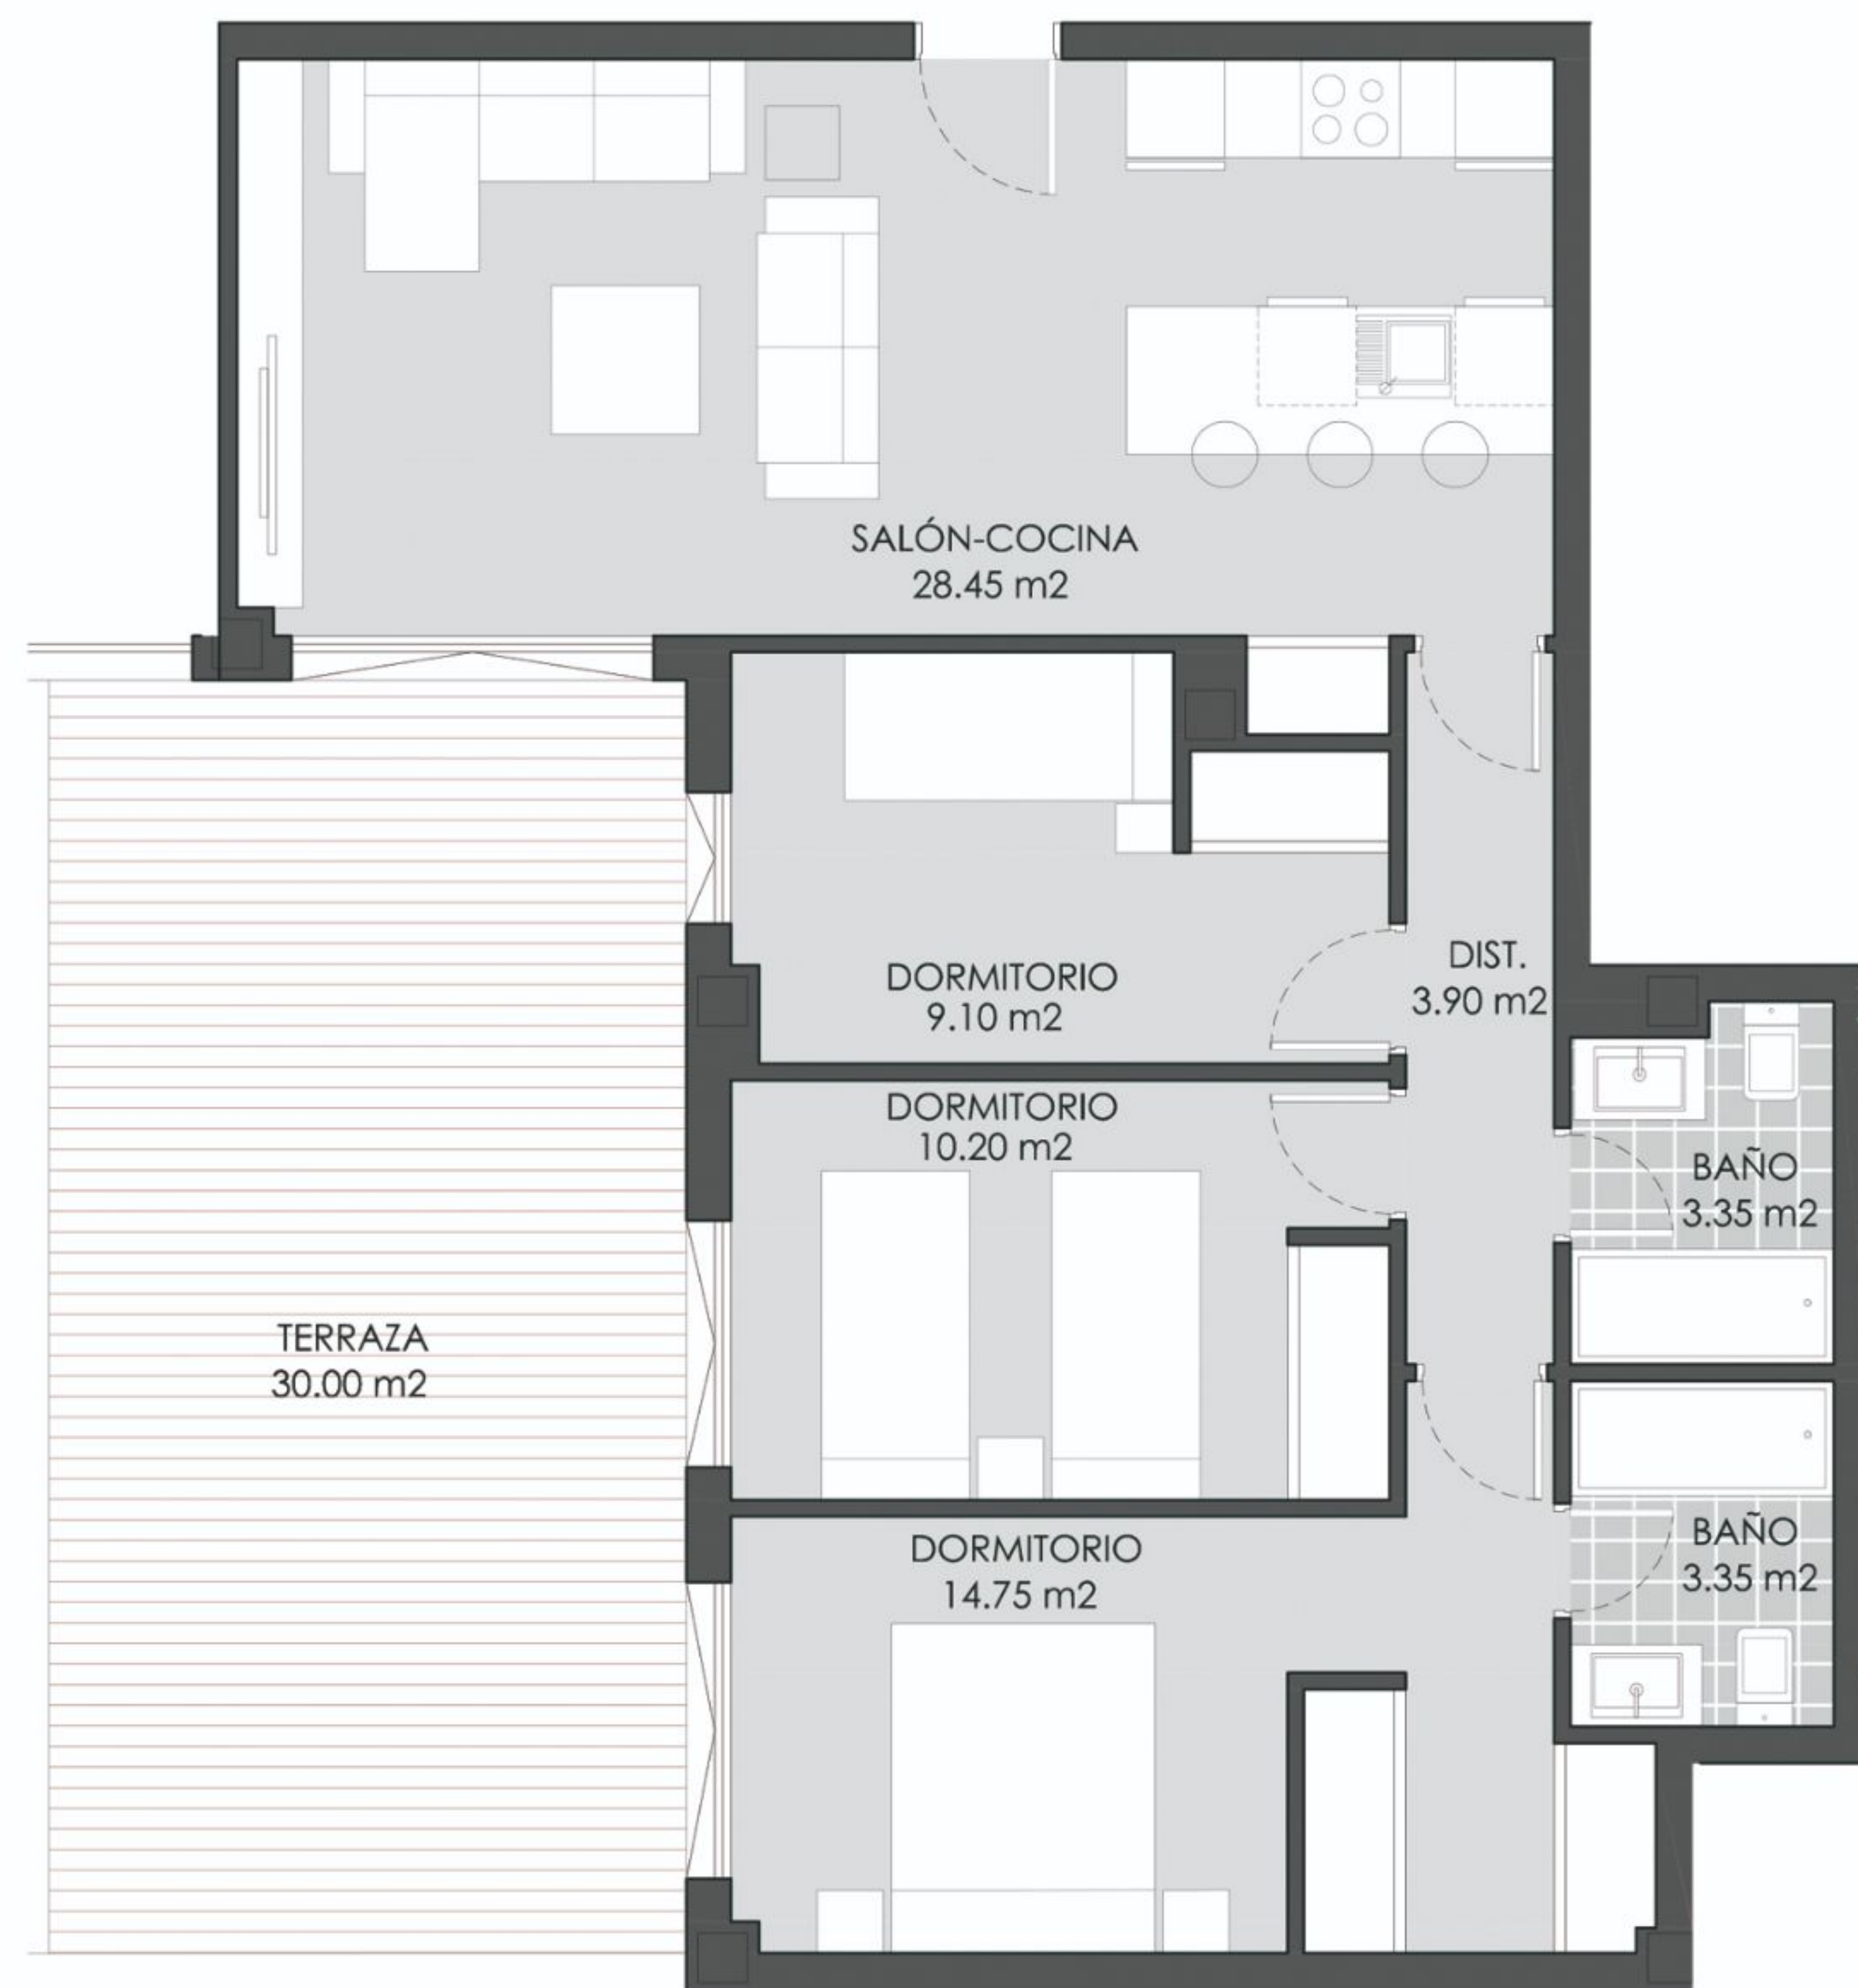 SALÓN-COCINA
28.45 m2
DORMITORIO
9.10 m2
DIST.
3.90 m2
DORMITORIO
10.20 m2
BAÑO
3.35 m2
TERRAZA
30.00 m2
DORMITORIO
14.75 m2
BAÑO
3.35 m2